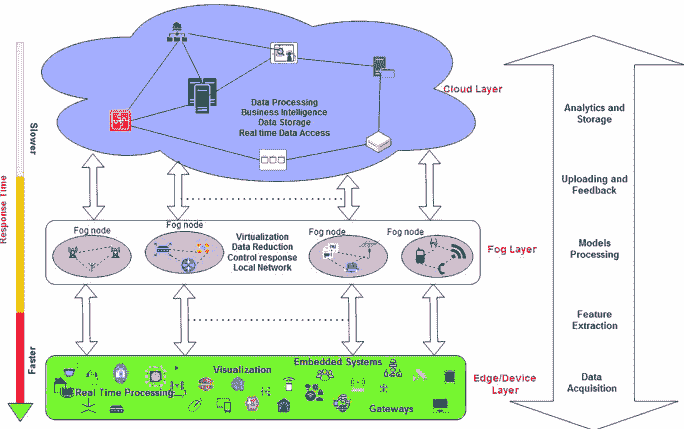 Response Time
Slower
Faster
Data Processing
Business Intelligence
Data Storage
Real time Data Access
Cloud Layer
Fog node
Fog node
Virtualization
Data Reduction
Control response
Local Network
Fog node
Fog node
Fog Layer
Real Time Processing
Visualization
Embedded Systems
Gateways
Edge/Device
Layer
Analytics and
Storage
Uploading and
Feedback
Models
Processing
Feature
Extraction
Data
Acquisition